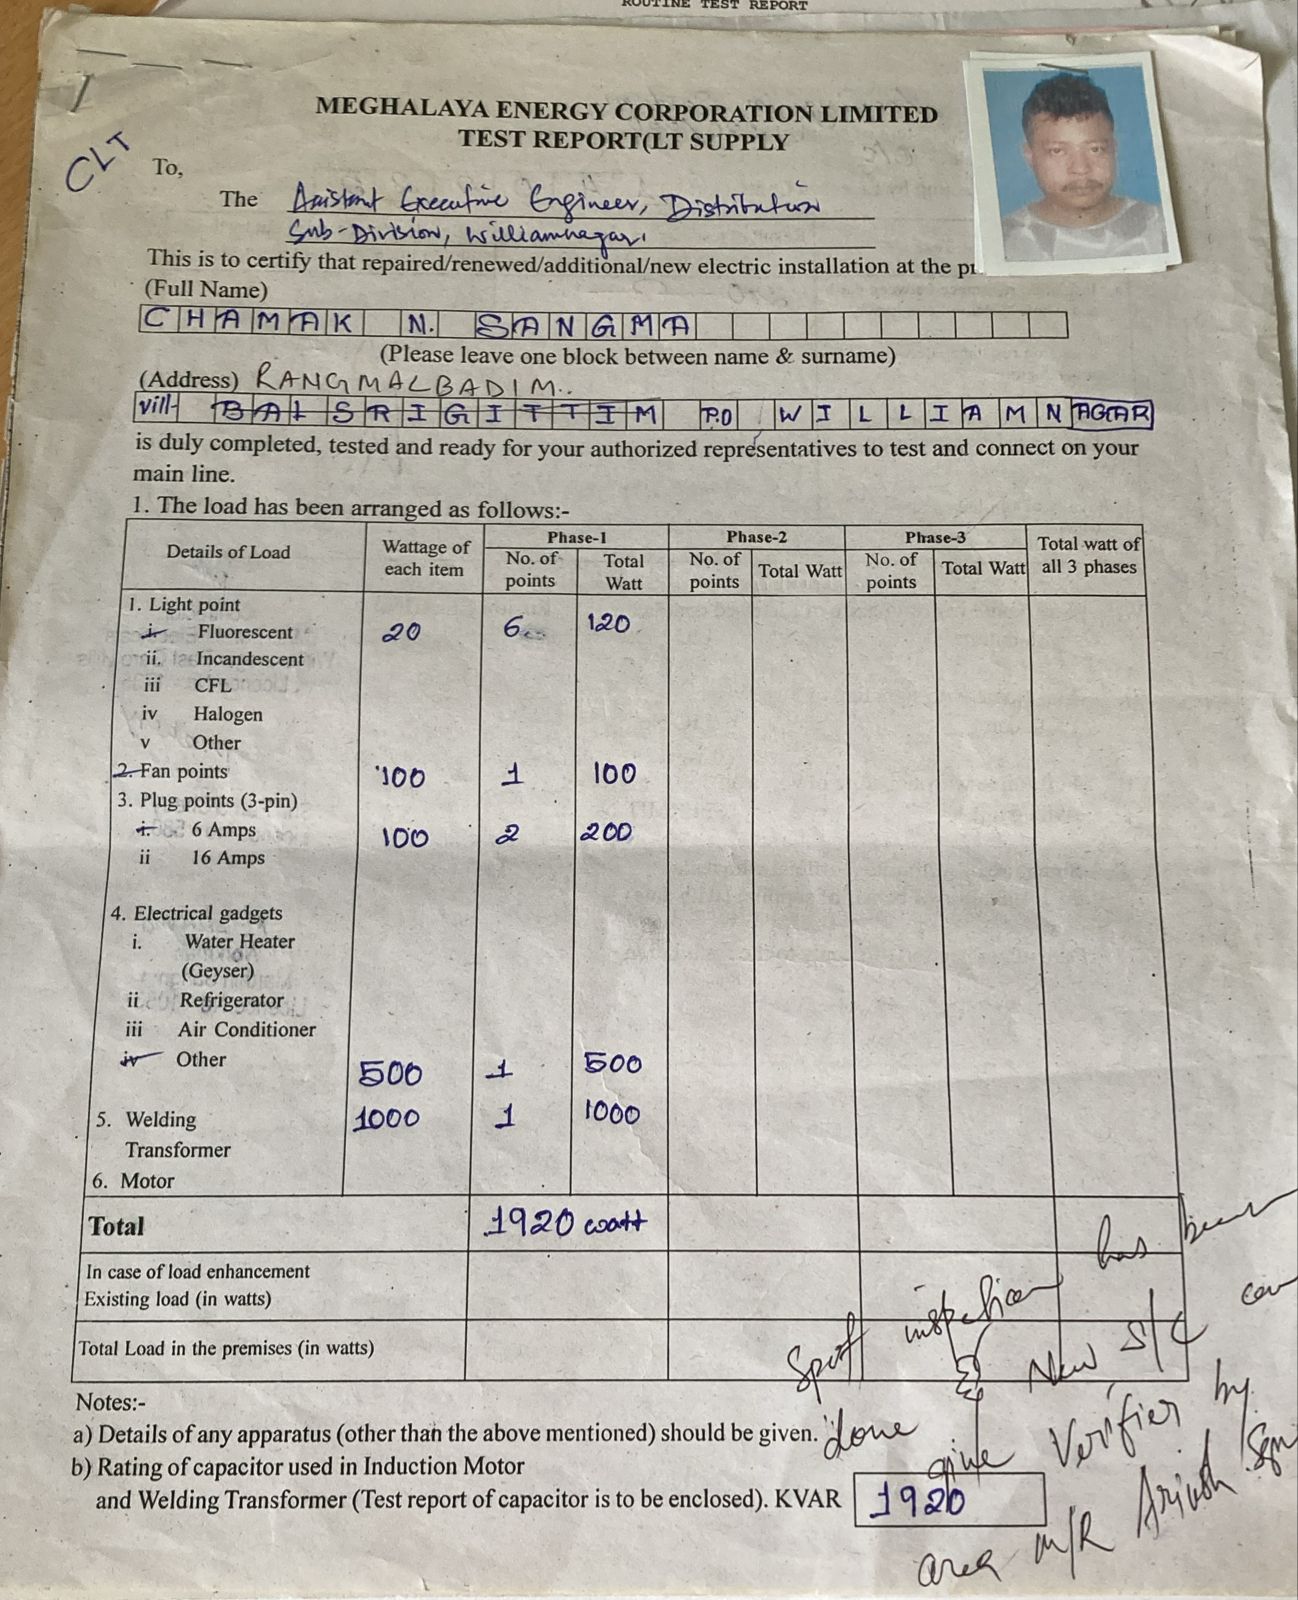 ROUTINE TEST REPORT
MEGHALAYA ENERGY CORPORATION LIMITED
TEST REPORT(LT SUPPLY
CLT
To,
The Assistant Executive Engineer, Distribution
Sub-Division, Williamnagar.
This is to certify that repaired/renewed/additional/new electric installation at the
(Full Name)
CHAMAK N. SANGMA
(Please leave one block between name & surname)
(Address) RANGMALBADIM..
Vill- BALSRIGITTIM P.O WILLIAMNAGAR
is duly completed, tested and ready for your authorized representatives to test and connect on your
main line.
1. The load has been arranged as follows:-
Details of Load Wattage of each item Phase-1 Phase-2 Phase-3 Total watt of all 3 phases
No. of points Total Watt No. of points Total Watt No. of points Total Watt
1. Light point
i. Fluorescent 20 6 120
ii. Incandescent
iii CFL
iv Halogen
v Other
2. Fan points 100 1 100
3. Plug points (3-pin)
i. 6 Amps 100 2 200
ii 16 Amps
4. Electrical gadgets
i. Water Heater
(Geyser)
ii Refrigerator
iii Air Conditioner
iv Other 500 1 500
5. Welding 1000 1 1000
Transformer
6. Motor
Total 1920 watt
In case of load enhancement
Existing load (in watts)
Total Load in the premises (in watts)
Spot inspection has been
done New S/C
give Verifier by
area m/R
Notes:-
a) Details of any apparatus (other than the above mentioned) should be given.
b) Rating of capacitor used in Induction Motor
and Welding Transformer (Test report of capacitor is to be enclosed). KVAR 1920